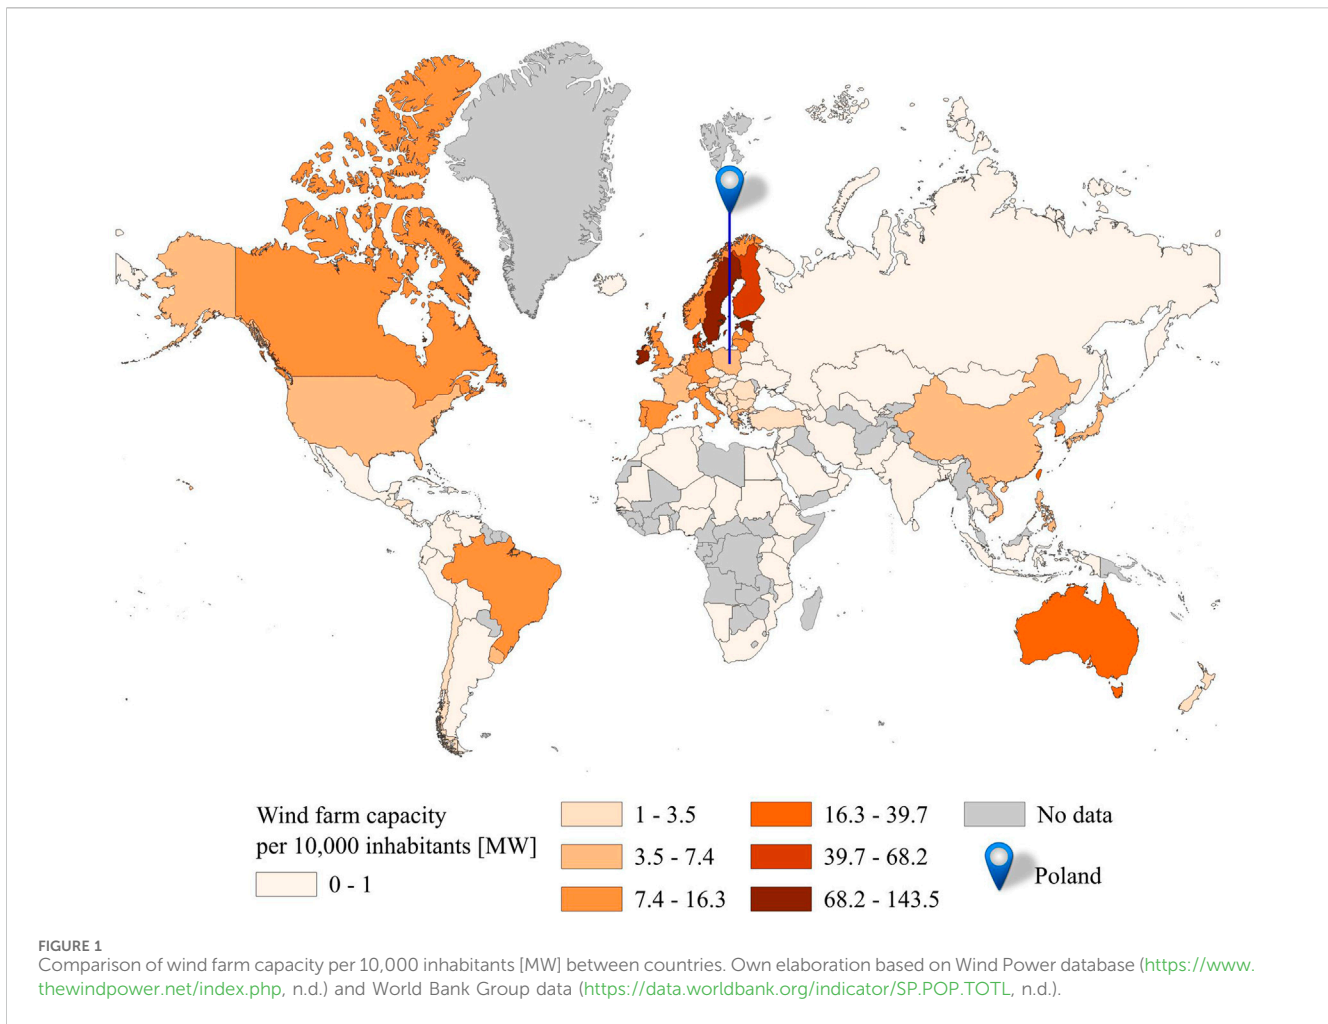 Wind farm capacity
per 10,000 inhabitants [MW]
0 - 1
1 - 3.5
3.5 - 7.4
7.4 - 16.3
16.3 - 39.7
39.7 - 68.2
68.2 - 143.5
No data
Poland
FIGURE 1
Comparison of wind farm capacity per 10,000 inhabitants [MW] between countries. Own elaboration based on Wind Power database (https://www.
thewindpower.net/index.php, n.d.) and World Bank Group data (https://data.worldbank.org/indicator/SP.POP.TOTL, n.d.).